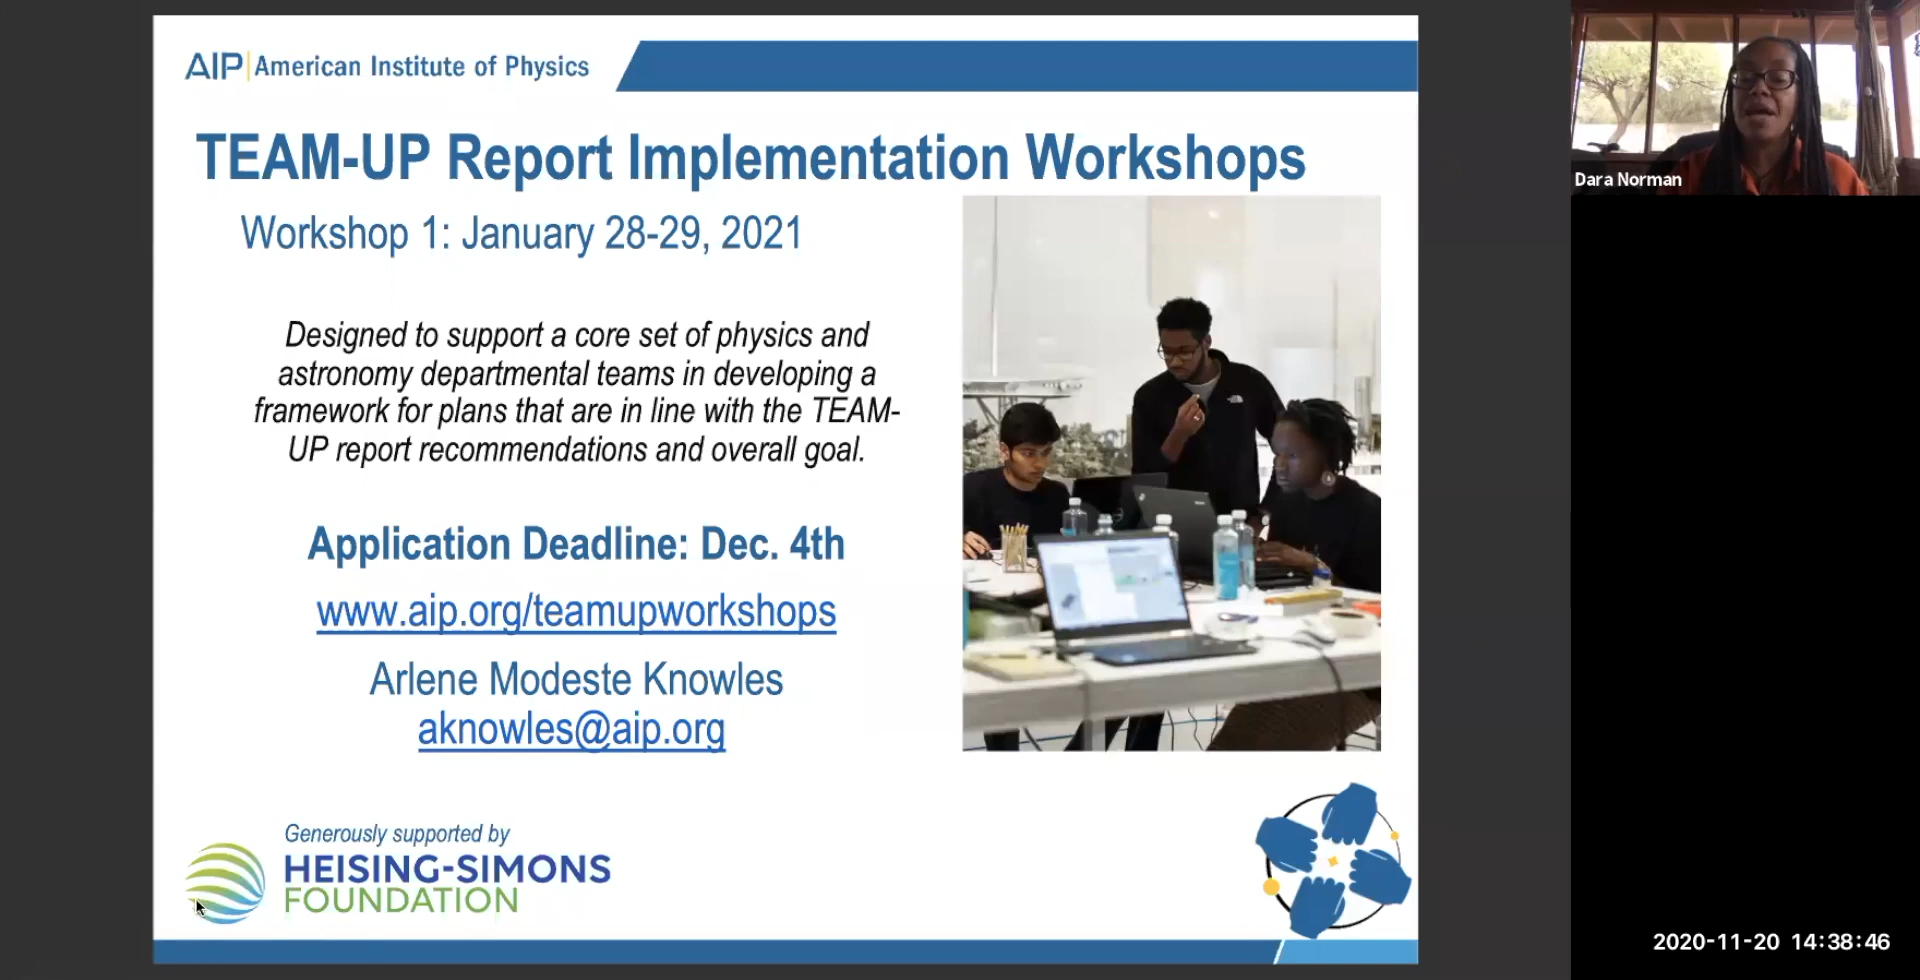 AIP American Institute of Physics
TEAM-UP Report Implementation Workshops
Workshop 1: January 28-29, 2021
Designed to support a core set of physics and
astronomy departmental teams in developing a
framework for plans that are in line with the TEAM-
UP report recommendations and overall goal.
Application Deadline: Dec. 4th
www.aip.org/teamupworkshops
Arlene Modeste Knowles
aknowles@aip.org
Generously supported by
HEISING-SIMONS
FOUNDATION
Dara Norman
2020-11-20 14:38:46